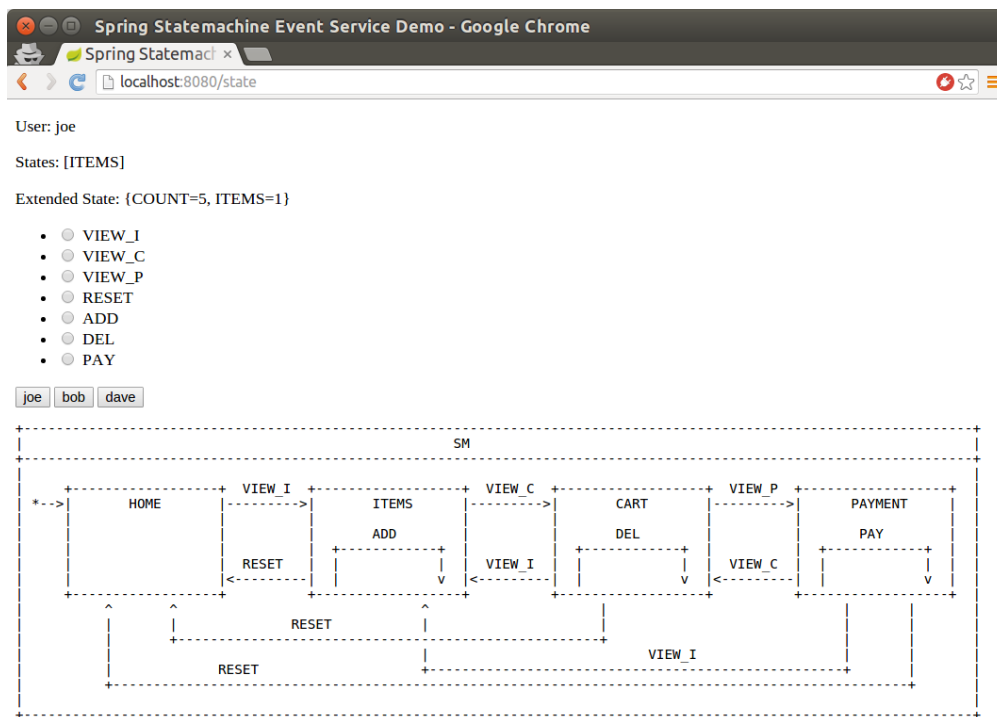 Spring Statemachine Event Service Demo - Google Chrome
Spring Statemach ×
localhost:8080/state
User: joe
States: [ITEMS]
Extended State: {COUNT=5, ITEMS=1}
VIEW_I
VIEW_C
VIEW_P
RESET
ADD
DEL
PAY
joe bob dave
SM
VIEW_I VIEW_C VIEW_P
*-->| HOME |--------->| ITEMS |--------->| CART |--------->| PAYMENT
ADD DEL PAY
RESET VIEW_I VIEW_C
RESET
VIEW_I
RESET